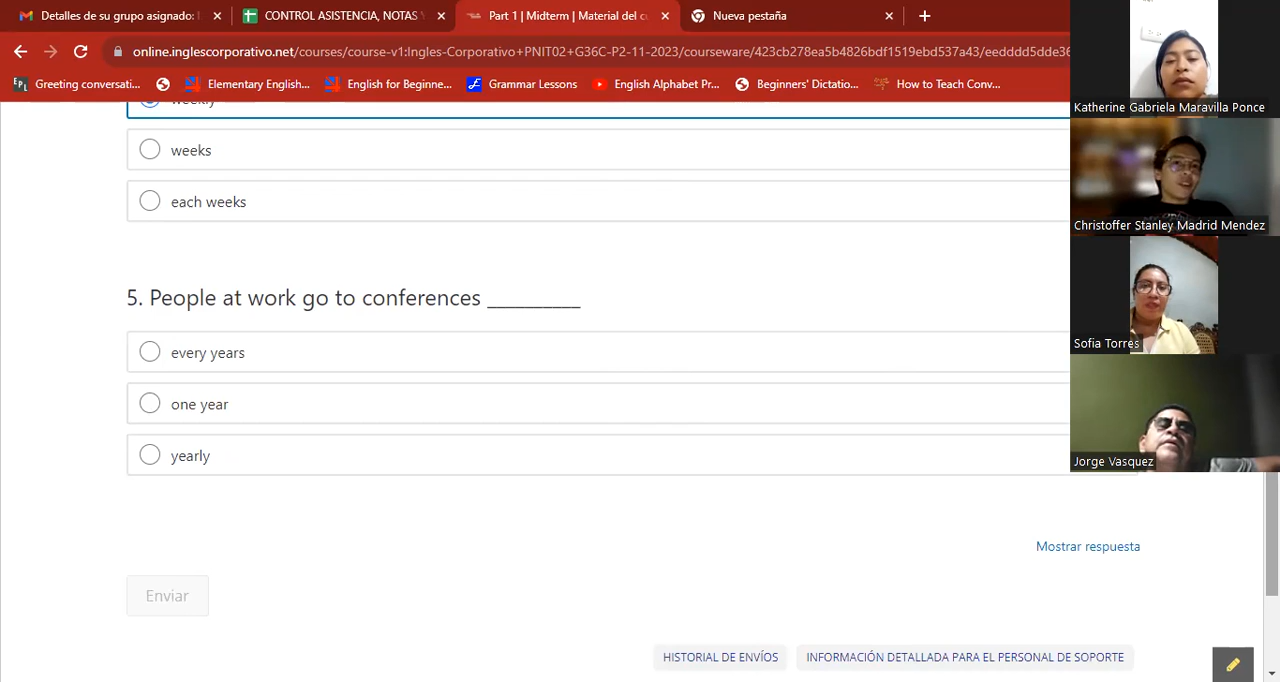 Detalles de su grupo asignado:
CONTROL ASISTENCIA, NOTAS Y
Part 1 | Midterm | Material del cu
Nueva pestaña
online.inglescorporativo.net/courses/course-v1:Ingles-Corporativo+PNIT02+G36C-P2-11-2023/courseware/423cb278ea5b4826bdf1519ebd537a43/eedddd5dde36
Greeting conversati...
Elementary English...
English for Beginne...
Grammar Lessons
English Alphabet Pr...
Beginners' Dictatio...
How to Teach Conv...
Katherine Gabriela Maravilla Ponce
weekly
weeks
each weeks
Christoffer Stanley Madrid Mendez
5. People at work go to conferences __________
Sofia Torres
every years
one year
yearly
Jorge Vasquez
Mostrar respuesta
Enviar
HISTORIAL DE ENVÍOS
INFORMACIÓN DETALLADA PARA EL PERSONAL DE SOPORTE